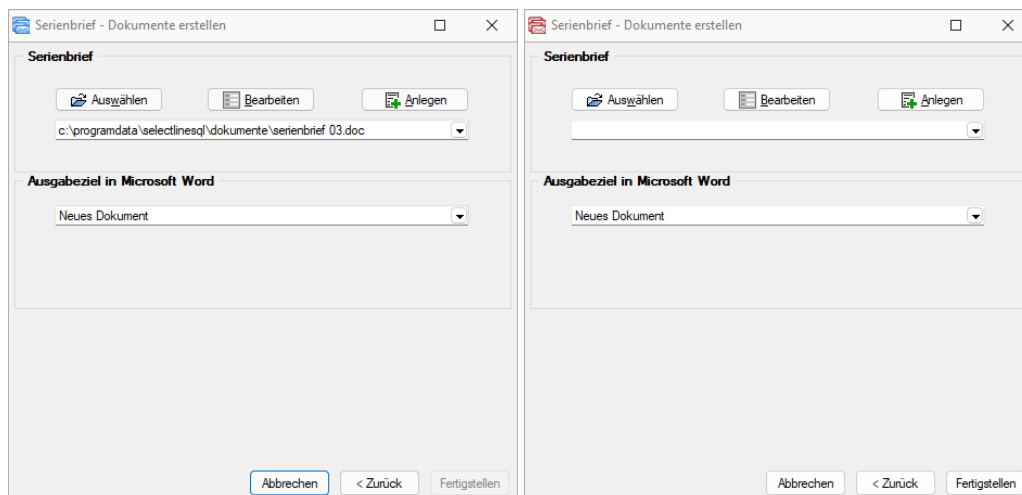 Serienbrief - Dokumente erstellen
Serienbrief
Auswählen
Bearbeiten
Anlegen
c:\programdata\selectlinesql\dokumente\serienbrief 03.doc
Ausgabeziel in Microsoft Word
Neues Dokument
Abbrechen
< Zurück
Fertigstellen
Serienbrief - Dokumente erstellen
Serienbrief
Auswählen
Bearbeiten
Anlegen
Ausgabeziel in Microsoft Word
Neues Dokument
Abbrechen
< Zurück
Fertigstellen